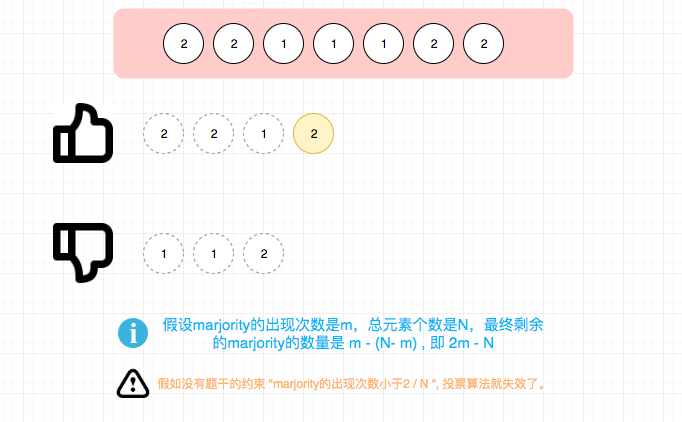 2 2 1 1 1 2 2
2 2 1 2
1 1 2
假设marjority的出现次数是m，总元素个数是N，最终剩余
的marjority的数量是 m - (N- m) , 即 2m - N
假如没有题干的约束 "marjority的出现次数小于2 / N ", 投票算法就失效了。